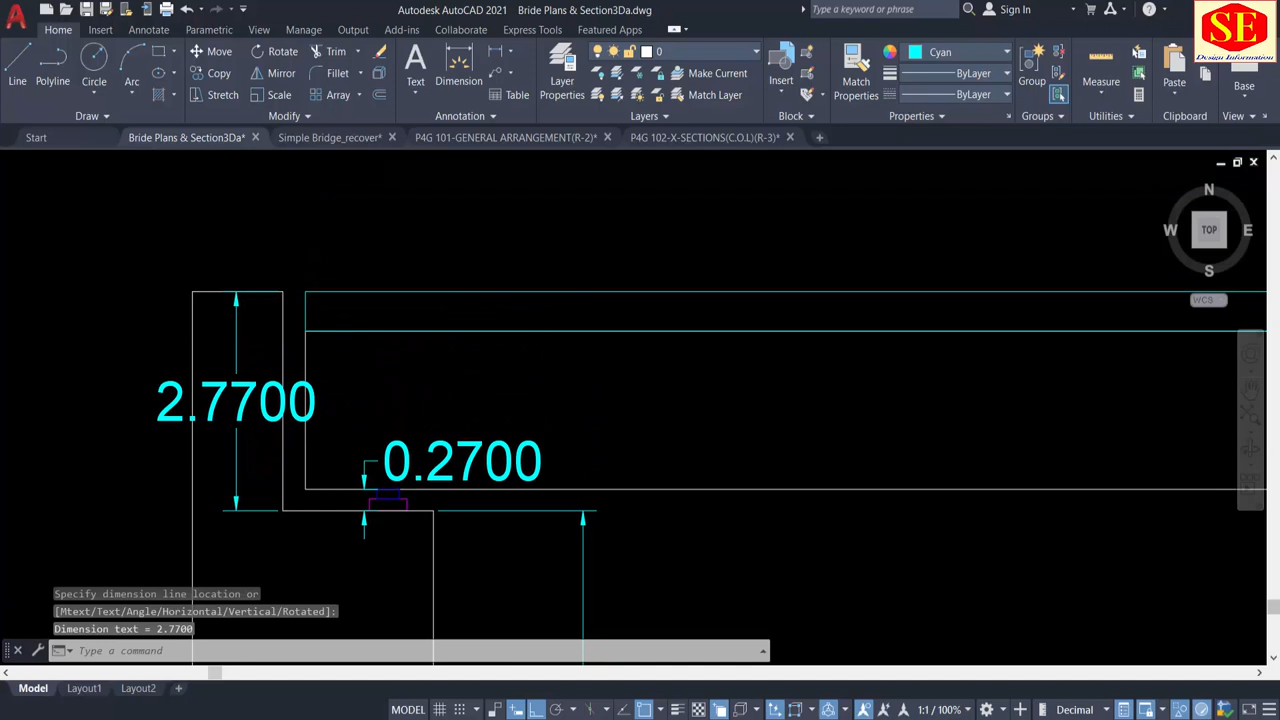 Autodesk AutoCAD 2021 Bride Plans & Section3Da.dwg
Type a keyword or phrase
Sign In
SE
Design Information
Home Insert Annotate Parametric View Manage Output Add-ins Collaborate Express Tools Featured Apps
Line Polyline Circle Arc
Move Rotate Trim
Copy Mirror Fillet
Stretch Scale Array
Text Dimension Table
Layer Properties
0
Make Current
Match Layer
Insert
Match Properties
Cyan
ByLayer
ByLayer
Group
Measure
Paste
Base
Draw Modify Annotation Layers Block Properties Groups Utilities Clipboard View
Start Bride Plans & Section3Da* Simple Bridge_recover* P4G 101-GENERAL ARRANGEMENT(R-2)* P4G 102-X-SECTIONS(C.O.L)(R-3)*
N
W TOP E
S
WCS
2.7700
0.2700
Specify dimension line location or
[Mtext/Text/Angle/Horizontal/Vertical/Rotated]:
Dimension text = 2.7700
Type a command
Model Layout1 Layout2
MODEL 1:1 / 100% Decimal